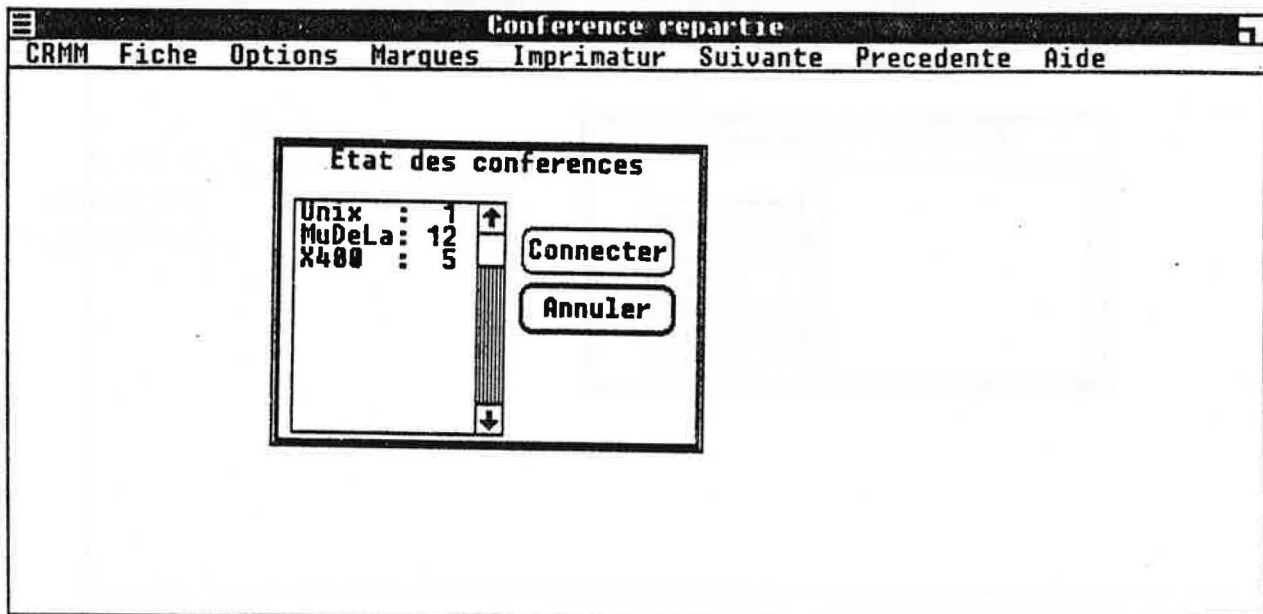 Conference repartie
CRMM Fiche Options Marques Imprimatur Suivante Precedente Aide
Etat des conferences
Unix : 1
MuDeLa: 12
X400 : 5
Connecter
Annuler